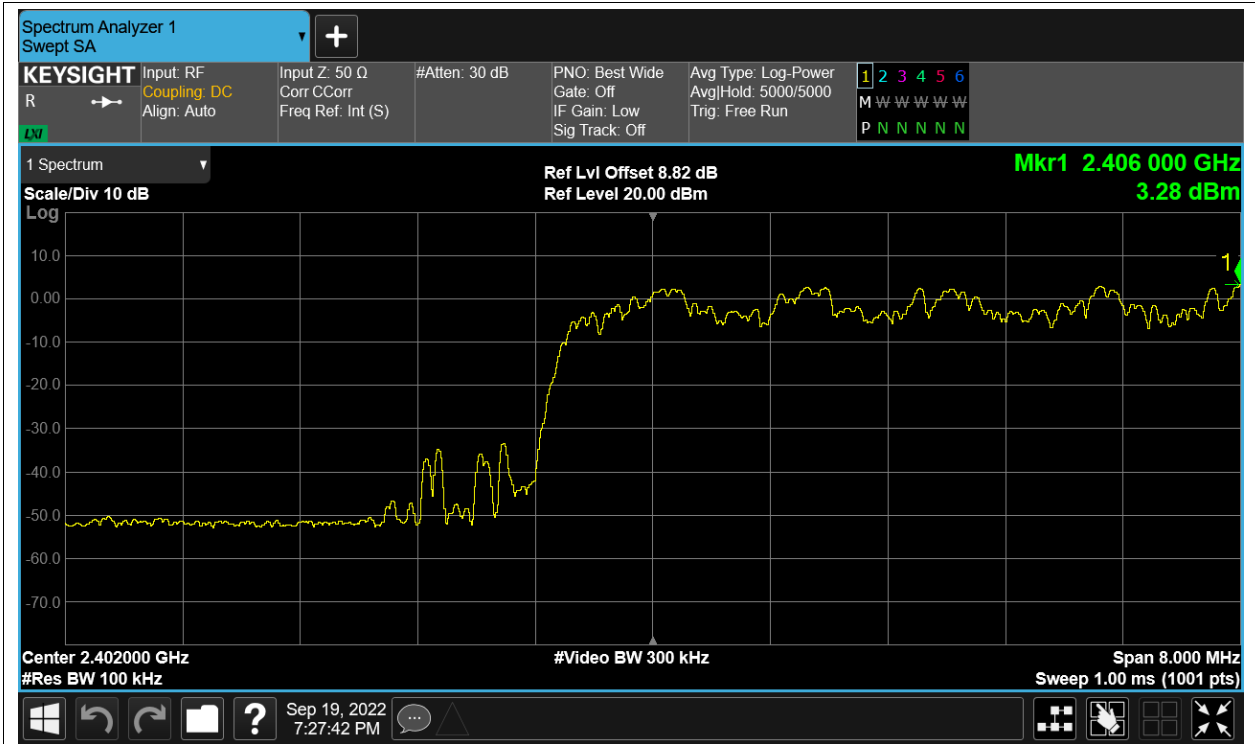 Spectrum Analyzer 1
Swept SA
KEYSIGHT
R
LXI
Input: RF
Coupling: DC
Align: Auto
Input Z: 50 Ω
Corr CCorr
Freq Ref: Int (S)
#Atten: 30 dB
PNO: Best Wide
Gate: Off
IF Gain: Low
Sig Track: Off
Avg Type: Log-Power
Avg|Hold: 5000/5000
Trig: Free Run
1 2 3 4 5 6
M W W W W W
P N N N N N
1 Spectrum
Scale/Div 10 dB
Log
Ref Lvl Offset 8.82 dB
Ref Level 20.00 dBm
Mkr1 2.406 000 GHz
3.28 dBm
1
10.0
0.00
-10.0
-20.0
-30.0
-40.0
-50.0
-60.0
-70.0
Center 2.402000 GHz
#Res BW 100 kHz
#Video BW 300 kHz
Span 8.000 MHz
Sweep 1.00 ms (1001 pts)
?
Sep 19, 2022
7:27:42 PM